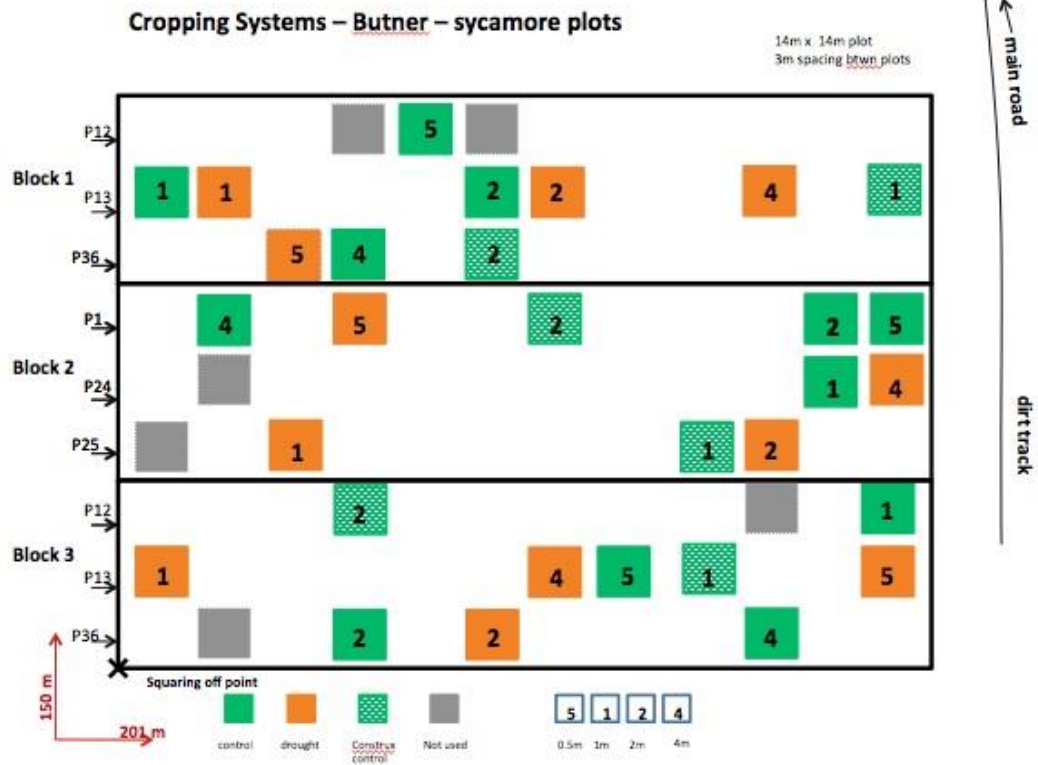 Cropping Systems – Butner – sycamore plots
14m x 14m plot
3m spacing btwn plots
main road
P12
5
Block 1
P13
1 1 2 2 4 1
P36
5 4 2
P1
4 5 2 2 5
Block 2
P24
1 4
P25
1 1 2
dirt track
P12
2 1
Block 3
P13
1 4 5 1 5
P36
2 2 4
Squaring off point
150 m
201 m
5 1 2 4
control drought Construx control Not used
0.5m 1m 2m 4m